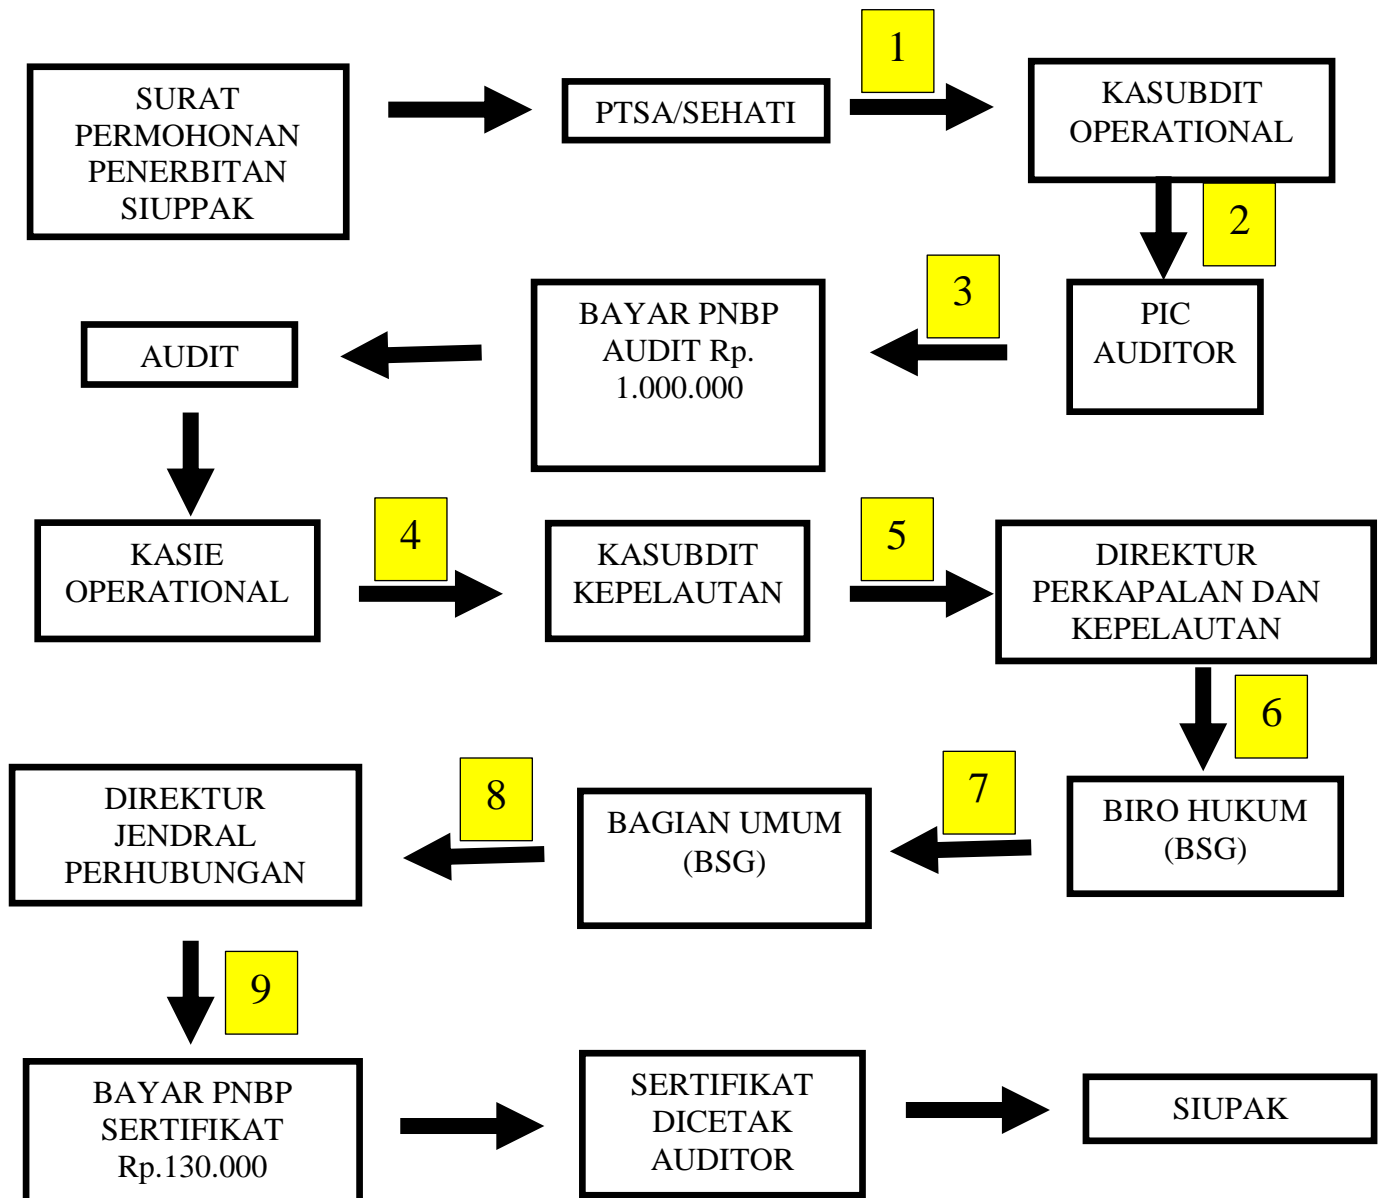 SURAT
PERMOHONAN
PENERBITAN
SIUPPAK
PTSA/SEHATI
1
KASUBDIT
OPERATIONAL
2
PIC
AUDITOR
3
BAYAR PNBP
AUDIT Rp.
1.000.000
AUDIT
KASIE
OPERATIONAL
4
KASUBDIT
KEPELAUTAN
5
DIREKTUR
PERKAPALAN DAN
KEPELAUTAN
6
BIRO HUKUM
(BSG)
7
BAGIAN UMUM
(BSG)
8
DIREKTUR
JENDRAL
PERHUBUNGAN
9
BAYAR PNBP
SERTIFIKAT
Rp.130.000
SERTIFIKAT
DICETAK
AUDITOR
SIUPAK